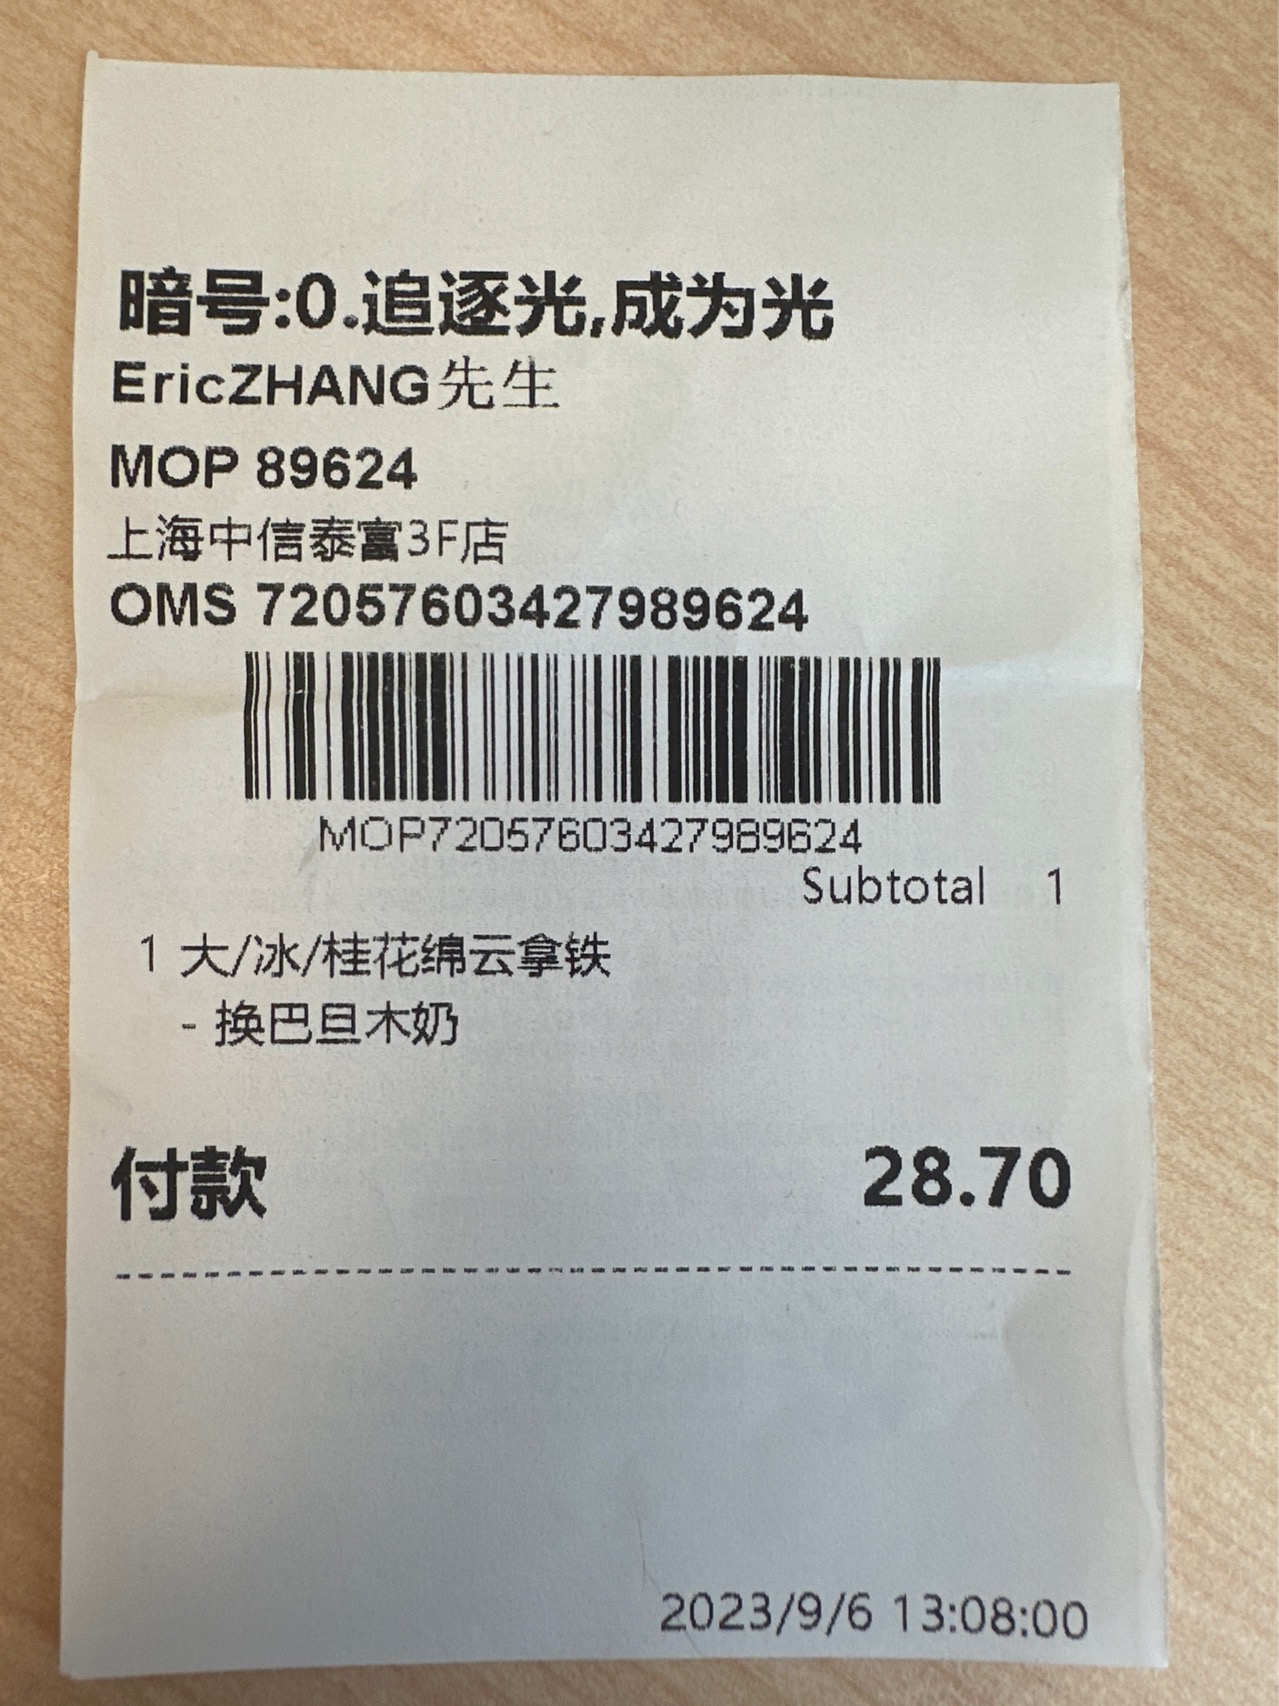 暗号:0.追逐光,成为光
EricZHANG先生
MOP 89624
上海中信泰富3F店
OMS 72057603427989624
MOP72057603427989624
Subtotal 1
1 大/冰/桂花绵云拿铁
- 换巴旦木奶
付款 28.70
2023/9/6 13:08:00